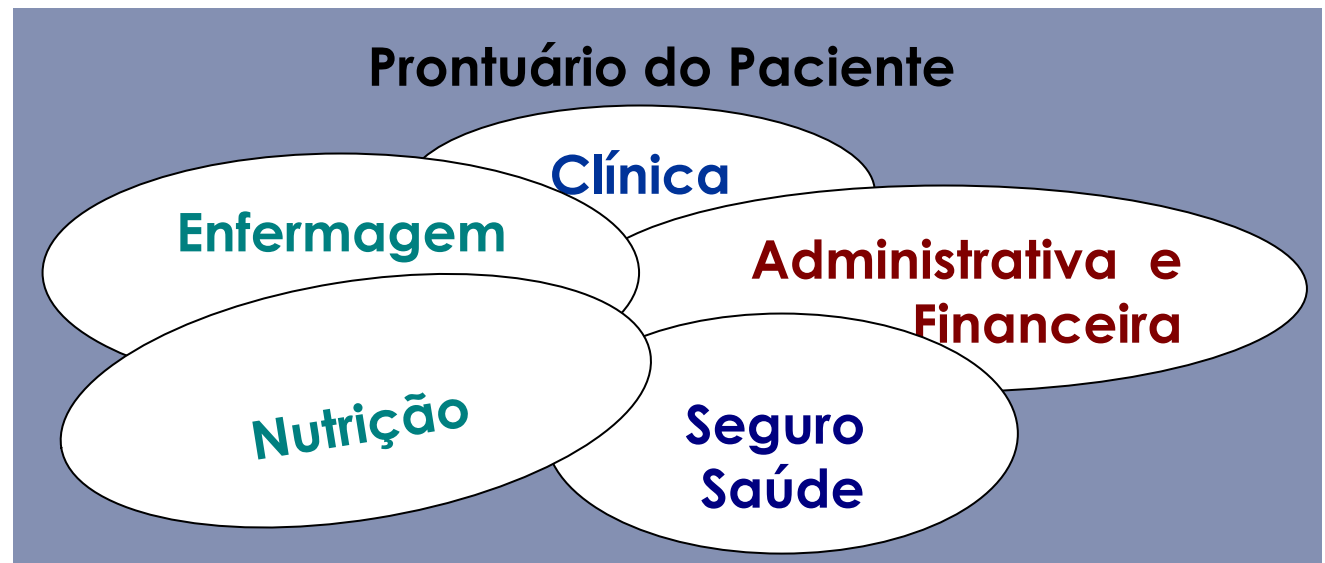 Prontuário do Paciente
Clínica
Enfermagem
Administrativa e
Financeira
Nutrição
Seguro
Saúde